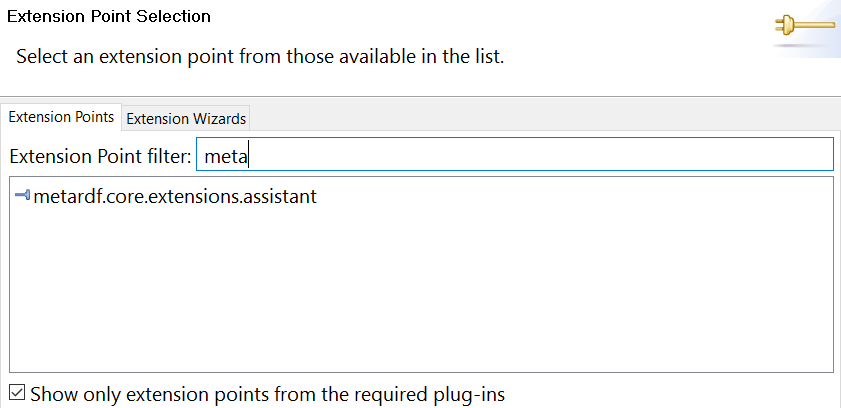 Extension Point Selection
Select an extension point from those available in the list.
Extension Points Extension Wizards
Extension Point filter: meta
metardf.core.extensions.assistant
Show only extension points from the required plug-ins